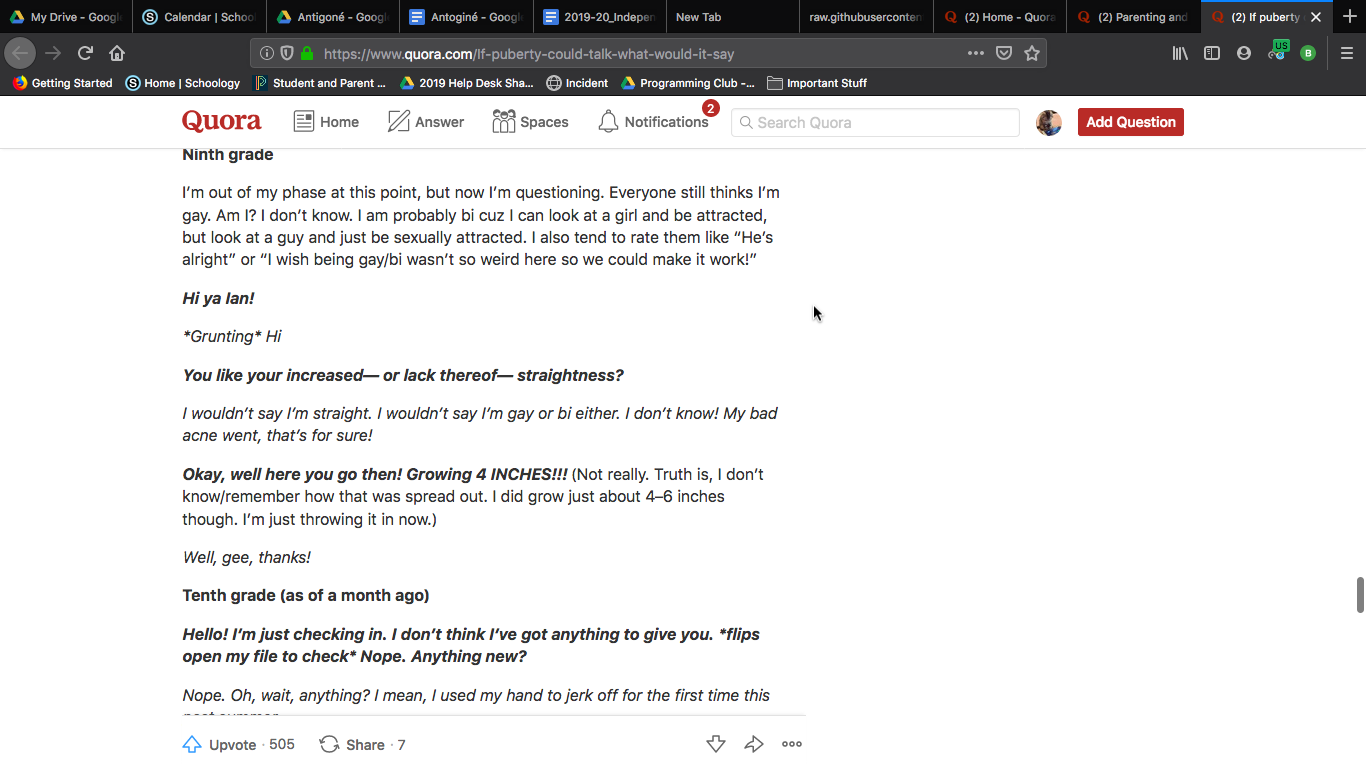 My Drive - Googl
Calendar | School
Antigoné - Googl
Antoginé - Googl
2019-20_Indepen
New Tab
raw.githubusercontent
(2) Home - Quora
(2) Parenting and
(2) If puberty
https://www.quora.com/If-puberty-could-talk-what-would-it-say
US
B
Getting Started
Home | Schoology
Student and Parent ...
2019 Help Desk Sha...
Incident
Programming Club -...
Important Stuff
Quora
Home
Answer
Spaces
Notifications
2
Search Quora
Add Question
Ninth grade
I'm out of my phase at this point, but now I'm questioning. Everyone still thinks I'm
gay. Am I? I don't know. I am probably bi cuz I can look at a girl and be attracted,
but look at a guy and just be sexually attracted. I also tend to rate them like “He's
alright” or “I wish being gay/bi wasn't so weird here so we could make it work!”
Hi ya Ian!
*Grunting* Hi
You like your increased— or lack thereof— straightness?
I wouldn't say I'm straight. I wouldn't say I'm gay or bi either. I don't know! My bad
acne went, that's for sure!
Okay, well here you go then! Growing 4 INCHES!!! (Not really. Truth is, I don't
know/remember how that was spread out. I did grow just about 4–6 inches
though. I'm just throwing it in now.)
Well, gee, thanks!
Tenth grade (as of a month ago)
Hello! I'm just checking in. I don't think I've got anything to give you. *flips
open my file to check* Nope. Anything new?
Nope. Oh, wait, anything? I mean, I used my hand to jerk off for the first time this
Upvote · 505
Share · 7